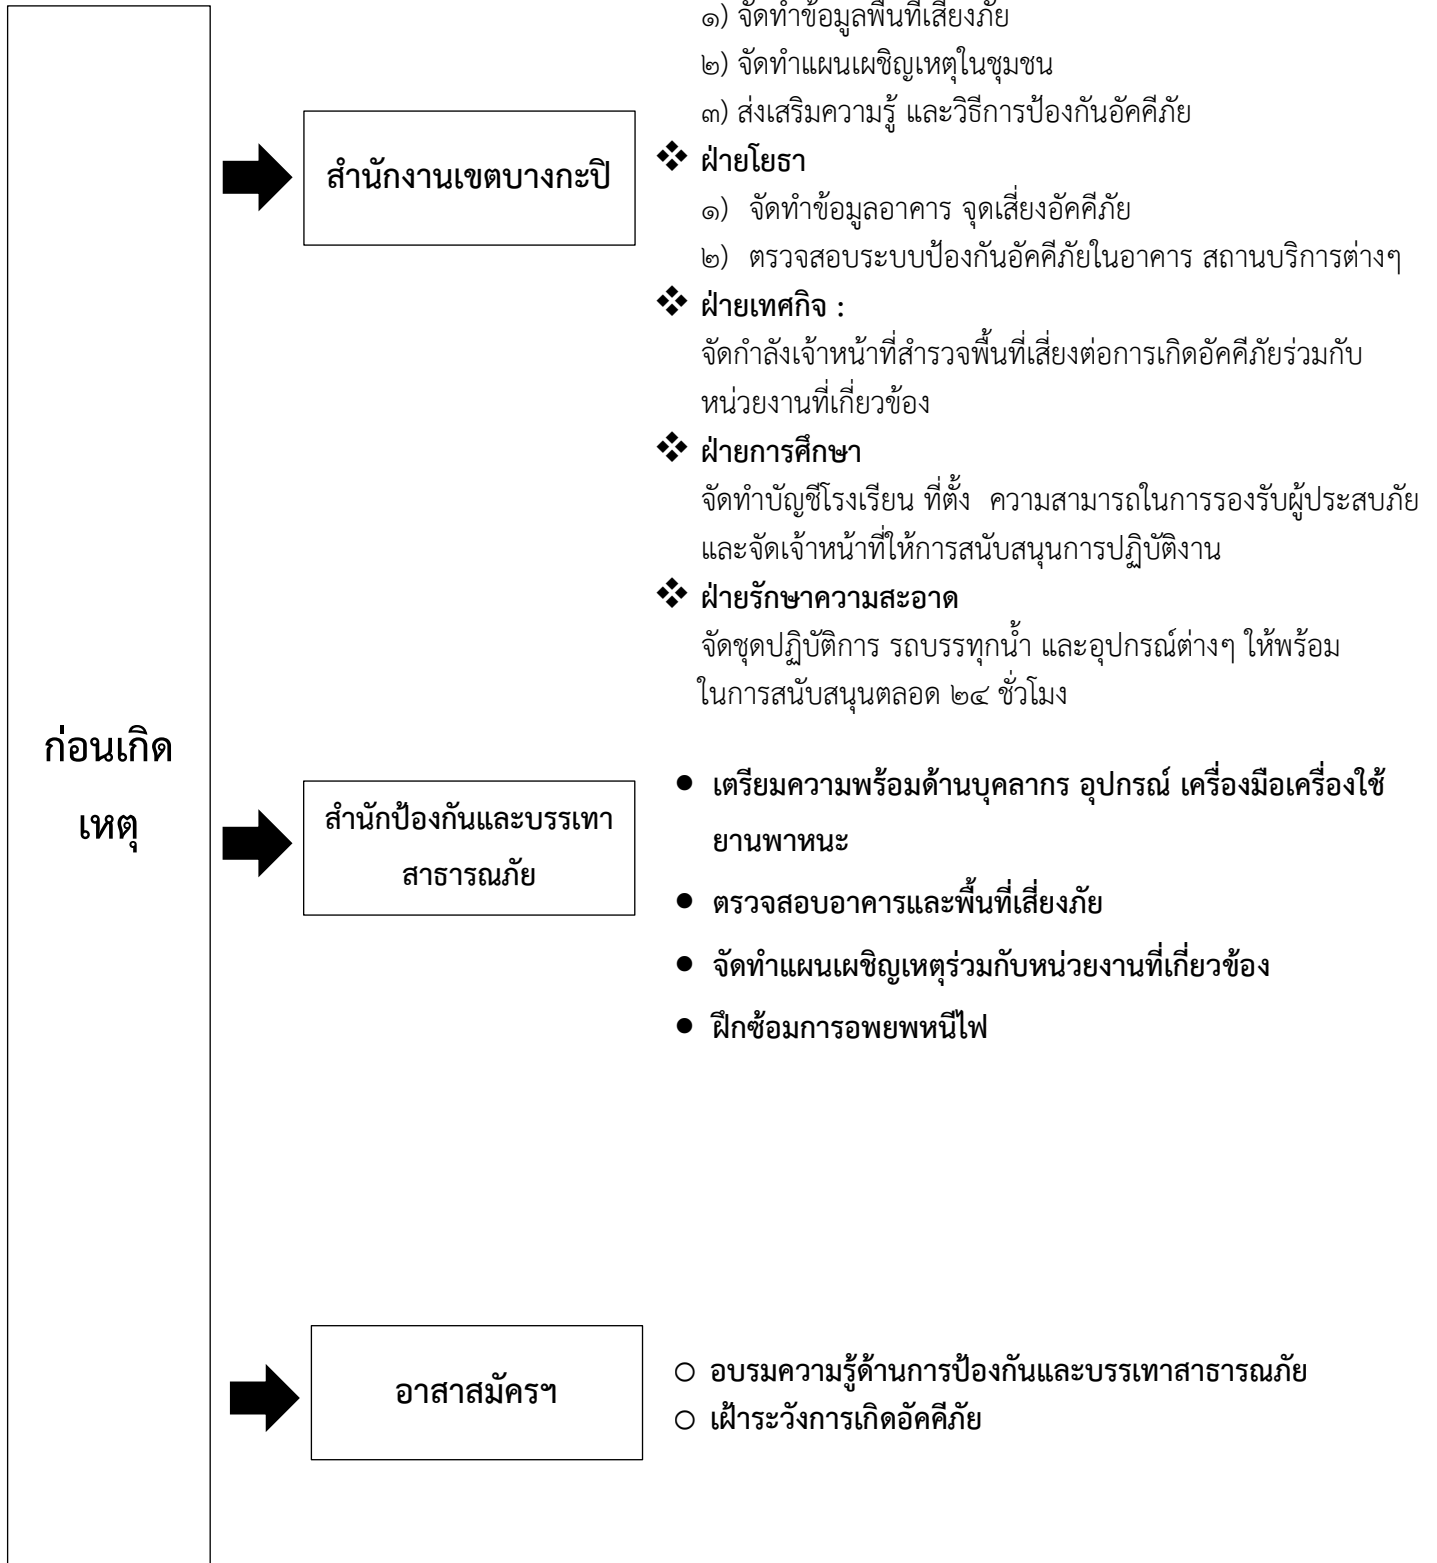 ๑) จัดทำข้อมูลพื้นที่เสี่ยงภัย
๒) จัดทำแผนเผชิญเหตุในชุมชน
๓) ส่งเสริมความรู้ และวิธีการป้องกันอัคคีภัย
สำนักงานเขตบางกะปิ
❖ ฝ่ายโยธา
๑) จัดทำข้อมูลอาคาร จุดเสี่ยงอัคคีภัย
๒) ตรวจสอบระบบป้องกันอัคคีภัยในอาคาร สถานบริการต่างๆ
❖ ฝ่ายเทศกิจ :
จัดกำลังเจ้าหน้าที่สำรวจพื้นที่เสี่ยงต่อการเกิดอัคคีภัยร่วมกับ
หน่วยงานที่เกี่ยวข้อง
❖ ฝ่ายการศึกษา
จัดทำบัญชีโรงเรียน ที่ตั้ง ความสามารถในการรองรับผู้ประสบภัย
และจัดเจ้าหน้าที่ให้การสนับสนุนการปฏิบัติงาน
❖ ฝ่ายรักษาความสะอาด
จัดชุดปฏิบัติการ รถบรรทุกน้ำ และอุปกรณ์ต่างๆ ให้พร้อม
ในการสนับสนุนตลอด ๒๔ ชั่วโมง
ก่อนเกิด
เหตุ
สำนักป้องกันและบรรเทา
สาธารณภัย
● เตรียมความพร้อมด้านบุคลากร อุปกรณ์ เครื่องมือเครื่องใช้
ยานพาหนะ
● ตรวจสอบอาคารและพื้นที่เสี่ยงภัย
● จัดทำแผนเผชิญเหตุร่วมกับหน่วยงานที่เกี่ยวข้อง
● ฝึกซ้อมการอพยพหนีไฟ
อาสาสมัครฯ
○ อบรมความรู้ด้านการป้องกันและบรรเทาสาธารณภัย
○ เฝ้าระวังการเกิดอัคคีภัย